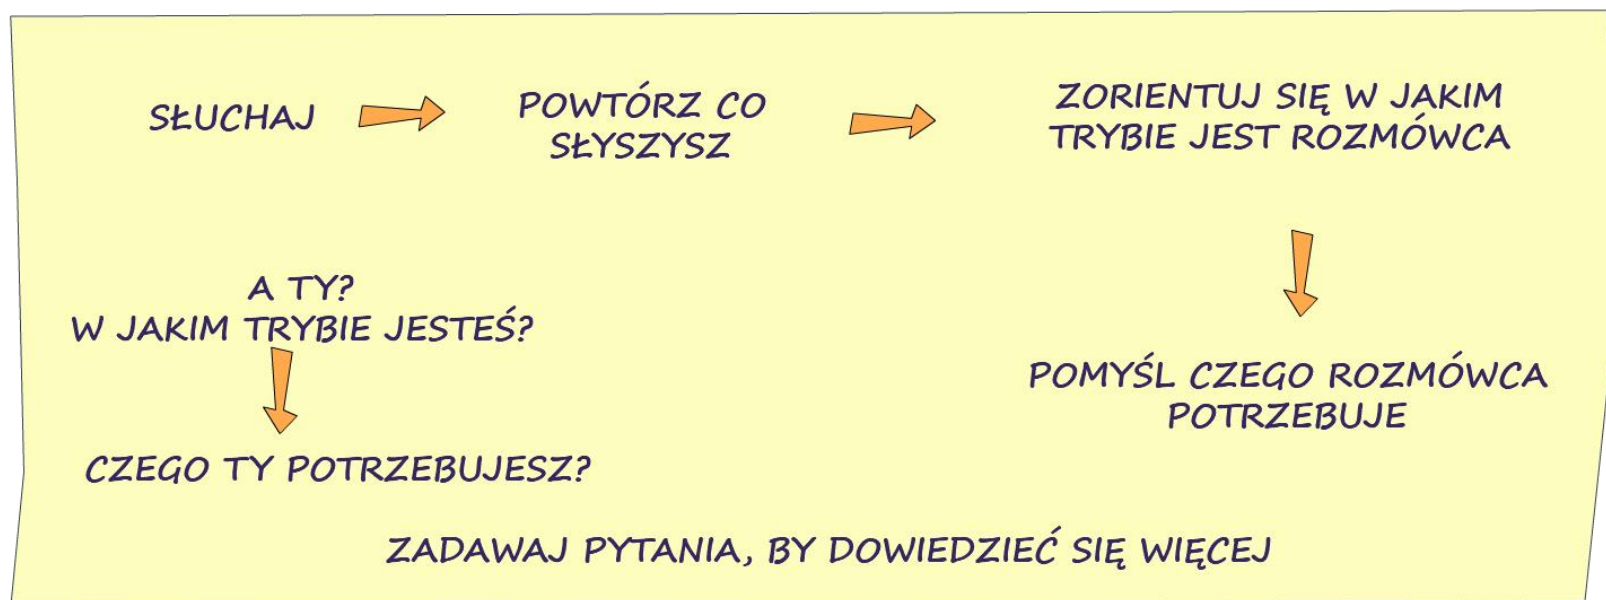 SŁUCHAJ
POWTÓRZ CO
SŁYSZYSZ
ZORIENTUJ SIĘ W JAKIM
TRYBIE JEST ROZMÓWCA
POMYŚL CZEGO ROZMÓWCA
POTRZEBUJE
A TY?
W JAKIM TRYBIE JESTEŚ?
CZEGO TY POTRZEBUJESZ?
ZADAWAJ PYTANIA, BY DOWIEDZIEĆ SIĘ WIĘCEJ